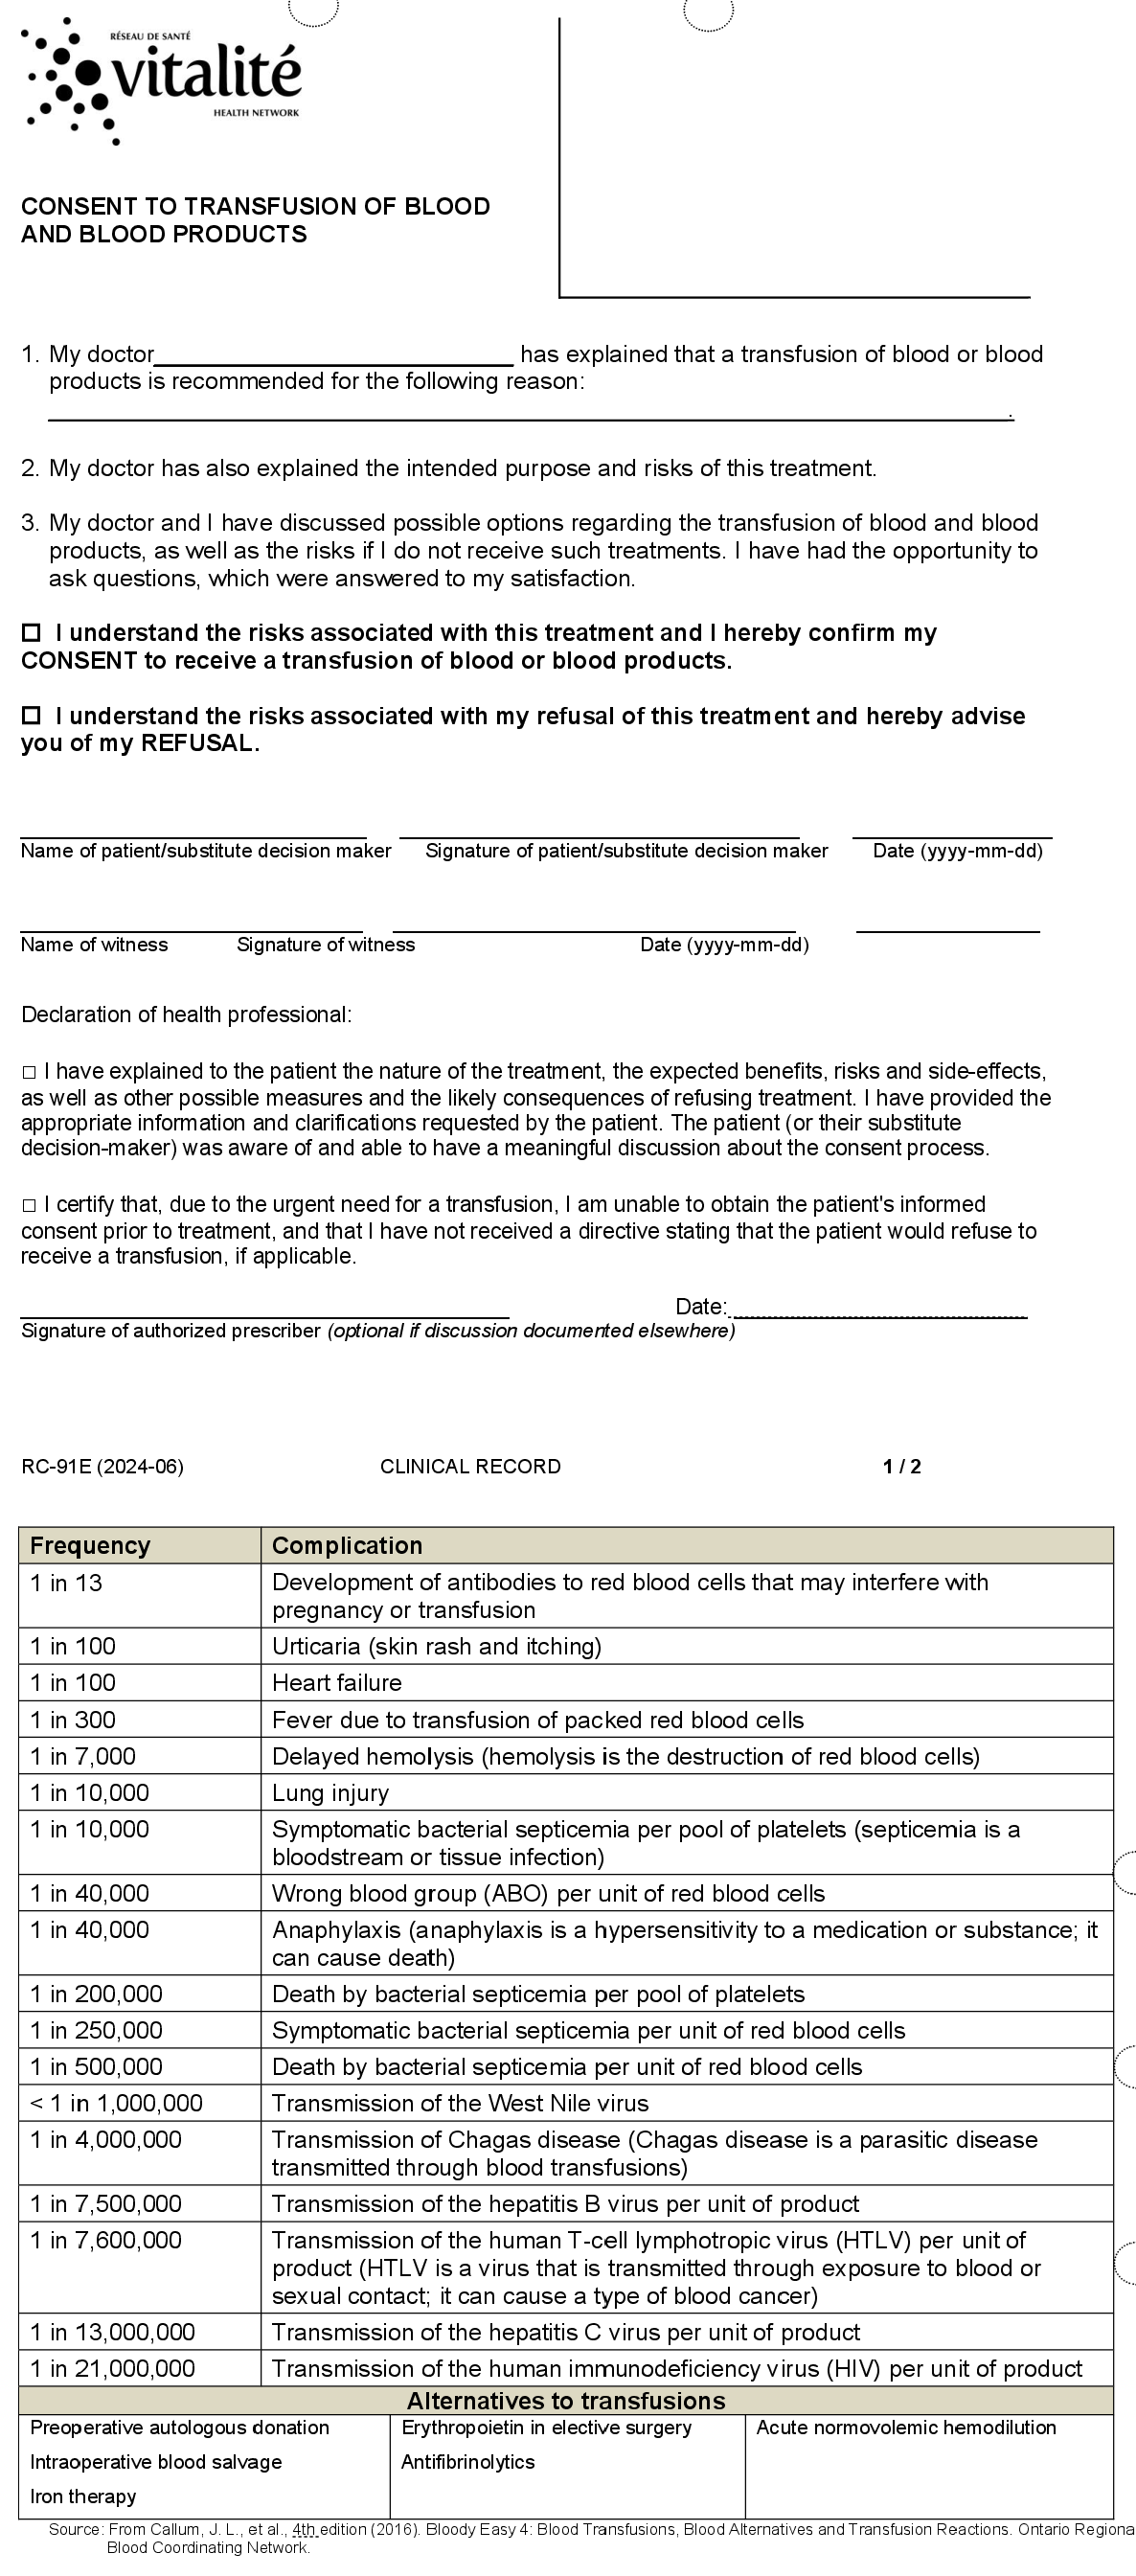 RÉSEAU DE SANTÉ
vitalité
HEALTH NETWORK
CONSENT TO TRANSFUSION OF BLOOD
AND BLOOD PRODUCTS
1. My doctor______________________________ has explained that a transfusion of blood or blood
products is recommended for the following reason:
.
2. My doctor has also explained the intended purpose and risks of this treatment.
3. My doctor and I have discussed possible options regarding the transfusion of blood and blood
products, as well as the risks if I do not receive such treatments. I have had the opportunity to
ask questions, which were answered to my satisfaction.
☐ I understand the risks associated with this treatment and I hereby confirm my
CONSENT to receive a transfusion of blood or blood products.
☐ I understand the risks associated with my refusal of this treatment and hereby advise
you of my REFUSAL.
Name of patient/substitute decision maker Signature of patient/substitute decision maker Date (yyyy-mm-dd)
Name of witness Signature of witness Date (yyyy-mm-dd)
Declaration of health professional:
☐ I have explained to the patient the nature of the treatment, the expected benefits, risks and side-effects,
as well as other possible measures and the likely consequences of refusing treatment. I have provided the
appropriate information and clarifications requested by the patient. The patient (or their substitute
decision-maker) was aware of and able to have a meaningful discussion about the consent process.
☐ I certify that, due to the urgent need for a transfusion, I am unable to obtain the patient's informed
consent prior to treatment, and that I have not received a directive stating that the patient would refuse to
receive a transfusion, if applicable.
Date:
Signature of authorized prescriber (optional if discussion documented elsewhere)
RC-91E (2024-06) CLINICAL RECORD 1 / 2
Frequency Complication
1 in 13 Development of antibodies to red blood cells that may interfere with
pregnancy or transfusion
1 in 100 Urticaria (skin rash and itching)
1 in 100 Heart failure
1 in 300 Fever due to transfusion of packed red blood cells
1 in 7,000 Delayed hemolysis (hemolysis is the destruction of red blood cells)
1 in 10,000 Lung injury
1 in 10,000 Symptomatic bacterial septicemia per pool of platelets (septicemia is a
bloodstream or tissue infection)
1 in 40,000 Wrong blood group (ABO) per unit of red blood cells
1 in 40,000 Anaphylaxis (anaphylaxis is a hypersensitivity to a medication or substance; it
can cause death)
1 in 200,000 Death by bacterial septicemia per pool of platelets
1 in 250,000 Symptomatic bacterial septicemia per unit of red blood cells
1 in 500,000 Death by bacterial septicemia per unit of red blood cells
< 1 in 1,000,000 Transmission of the West Nile virus
1 in 4,000,000 Transmission of Chagas disease (Chagas disease is a parasitic disease
transmitted through blood transfusions)
1 in 7,500,000 Transmission of the hepatitis B virus per unit of product
1 in 7,600,000 Transmission of the human T-cell lymphotropic virus (HTLV) per unit of
product (HTLV is a virus that is transmitted through exposure to blood or
sexual contact; it can cause a type of blood cancer)
1 in 13,000,000 Transmission of the hepatitis C virus per unit of product
1 in 21,000,000 Transmission of the human immunodeficiency virus (HIV) per unit of product
Alternatives to transfusions
Preoperative autologous donation Erythropoietin in elective surgery Acute normovolemic hemodilution
Intraoperative blood salvage Antifibrinolytics
Iron therapy
Source: From Callum, J. L., et al., 4th edition (2016). Bloody Easy 4: Blood Transfusions, Blood Alternatives and Transfusion Reactions. Ontario Regiona
Blood Coordinating Network.